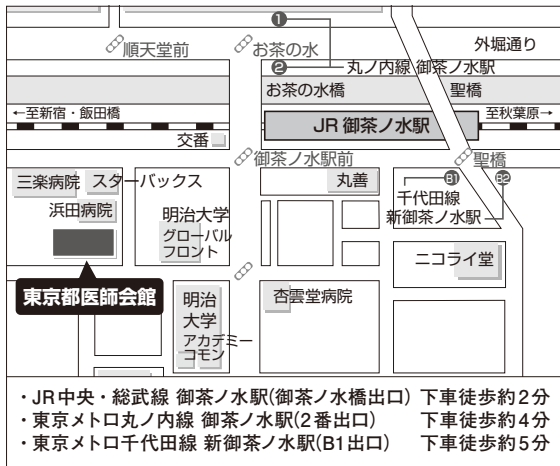 1
順天堂前 お茶の水 外堀通り
2 丸ノ内線 御茶ノ水駅
お茶の水橋 聖橋
←至新宿・飯田橋 至秋葉原→
JR 御茶ノ水駅
交番
御茶ノ水駅前 聖橋
三楽病院 スターバックス 丸善 B1 B2
浜田病院 明治大学 千代田線
グローバル 新御茶ノ水駅
フロント ニコライ堂
東京都医師会館 明治 杏雲堂病院
大学
アカデミー
コモン
・JR中央・総武線 御茶ノ水駅(御茶ノ水橋出口) 下車徒歩約2分
・東京メトロ丸ノ内線 御茶ノ水駅(2番出口) 下車徒歩約4分
・東京メトロ千代田線 新御茶ノ水駅(B1出口) 下車徒歩約5分